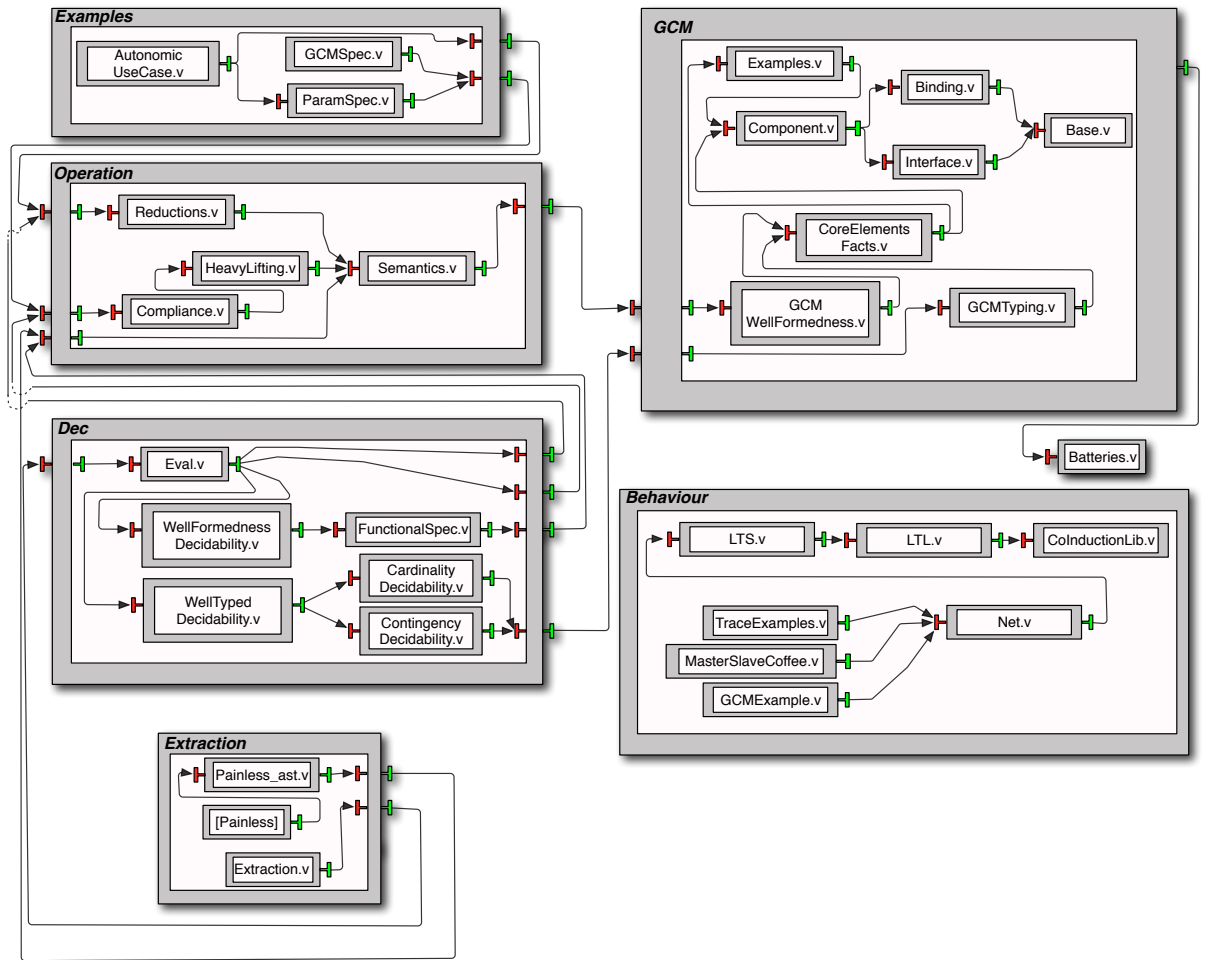 Examples
Autonomic
UseCase.v
GCMSpec.v
ParamSpec.v
Operation
Reductions.v
HeavyLifting.v
Semantics.v
Compliance.v
Dec
Eval.v
WellFormedness
Decidability.v
FunctionalSpec.v
Cardinality
Decidability.v
WellTyped
Decidability.v
Contingency
Decidability.v
Extraction
Painless_ast.v
[Painless]
Extraction.v
GCM
Examples.v
Binding.v
Component.v
Base.v
Interface.v
CoreElements
Facts.v
GCM
WellFormedness.v
GCMTyping.v
Batteries.v
Behaviour
LTS.v
LTL.v
CoInductionLib.v
TraceExamples.v
Net.v
MasterSlaveCoffee.v
GCMExample.v